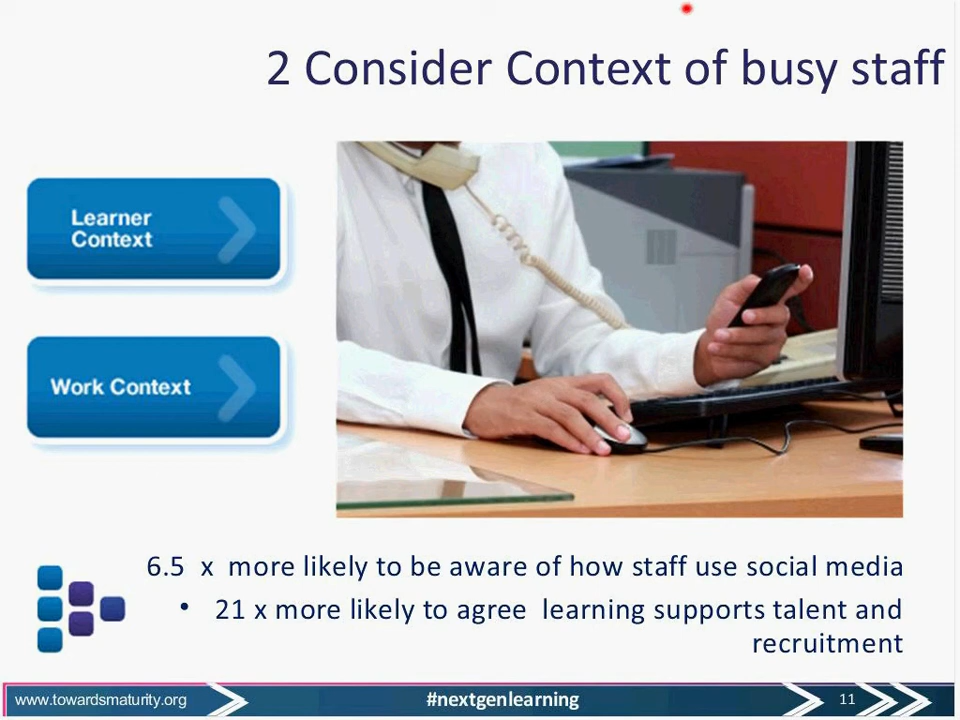 2 Consider Context of busy staff
Learner
Context
Work Context
6.5 x more likely to be aware of how staff use social media
• 21 x more likely to agree learning supports talent and
recruitment
www.towardsmaturity.org
#nextgenlearning
11